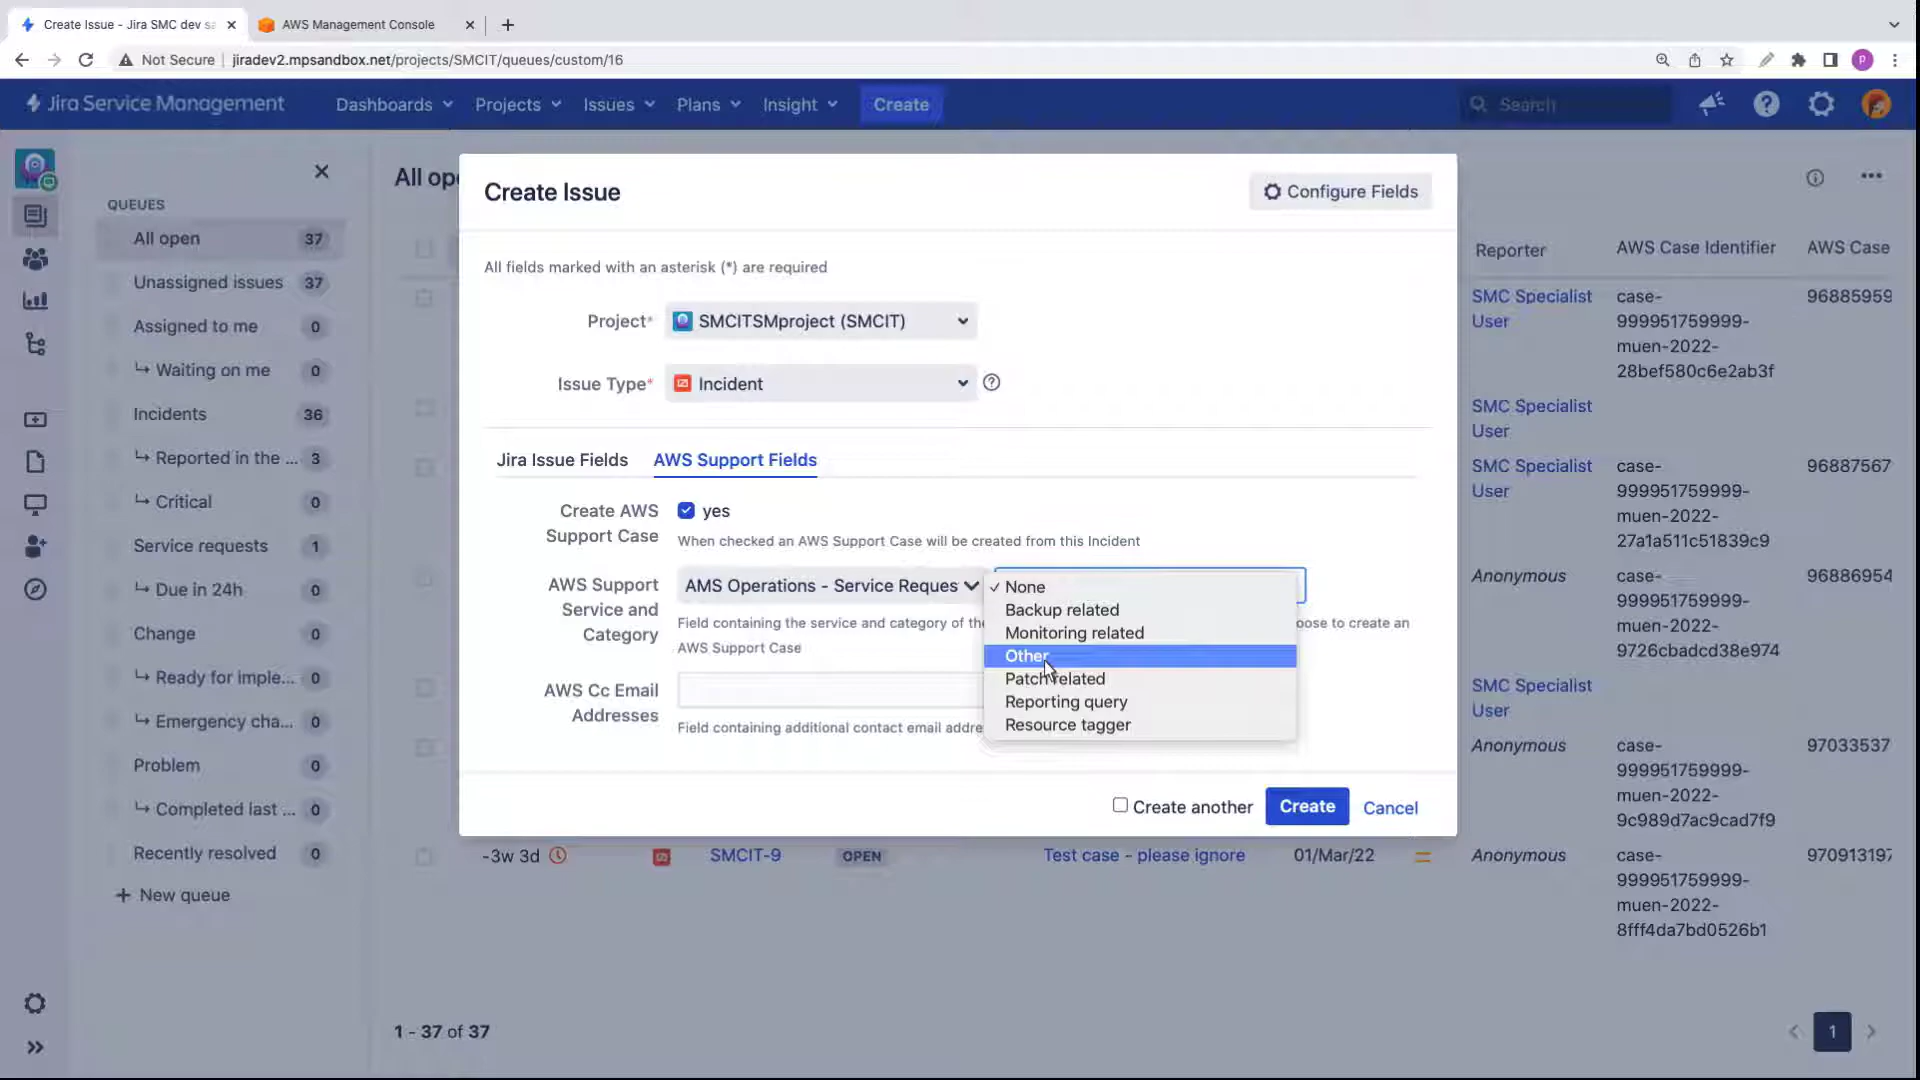 Create Issue - Jira SMC dev sa
AWS Management Console
Not Secure
jiradev2.mpsandbox.net/projects/SMCIT/queues/custom/16
P
Jira Service Management
Dashboards
Projects
Issues
Plans
Insight
Create
Search
QUEUES
All open 37
Unassigned issues 37
Assigned to me 0
Waiting on me 0
Incidents 36
Reported in the ... 3
Critical 0
Service requests 1
Due in 24h 0
Change 0
Ready for imple... 0
Emergency cha... 0
Problem 0
Completed last ... 0
Recently resolved 0
+ New queue
All op
Create Issue
Configure Fields
All fields marked with an asterisk (*) are required
Project*
SMCITSMproject (SMCIT)
Issue Type*
Incident
Jira Issue Fields
AWS Support Fields
Create AWS
Support Case
yes
When checked an AWS Support Case will be created from this Incident
AWS Support
Service and
Category
AMS Operations - Service Reques
Field containing the service and category of the
oose to create an
AWS Support Case
None
Backup related
Monitoring related
Other
Patch related
Reporting query
Resource tagger
AWS Cc Email
Addresses
Field containing additional contact email addre
Create another
Create
Cancel
Reporter
AWS Case Identifier
AWS Case
SMC Specialist
User
case-
999951759999-
muen-2022-
28bef580c6e2ab3f
96885959
SMC Specialist
User
SMC Specialist
User
case-
999951759999-
muen-2022-
27a1a511c51839c9
96887567
Anonymous
case-
999951759999-
muen-2022-
9726cbadcd38e974
96886954
SMC Specialist
User
Anonymous
case-
999951759999-
muen-2022-
9c989d7ac9cad7f9
97033537
-3w 3d
SMCIT-9
OPEN
Test case - please ignore
01/Mar/22
Anonymous
case-
999951759999-
muen-2022-
8fff4da7bd0526b1
970913197
1 - 37 of 37
1